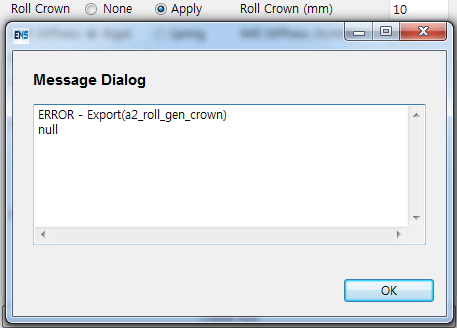 Roll Crown None Apply Roll Crown (mm) 10
ENS
Message Dialog
ERROR - Export(a2_roll_gen_crown)
null
OK